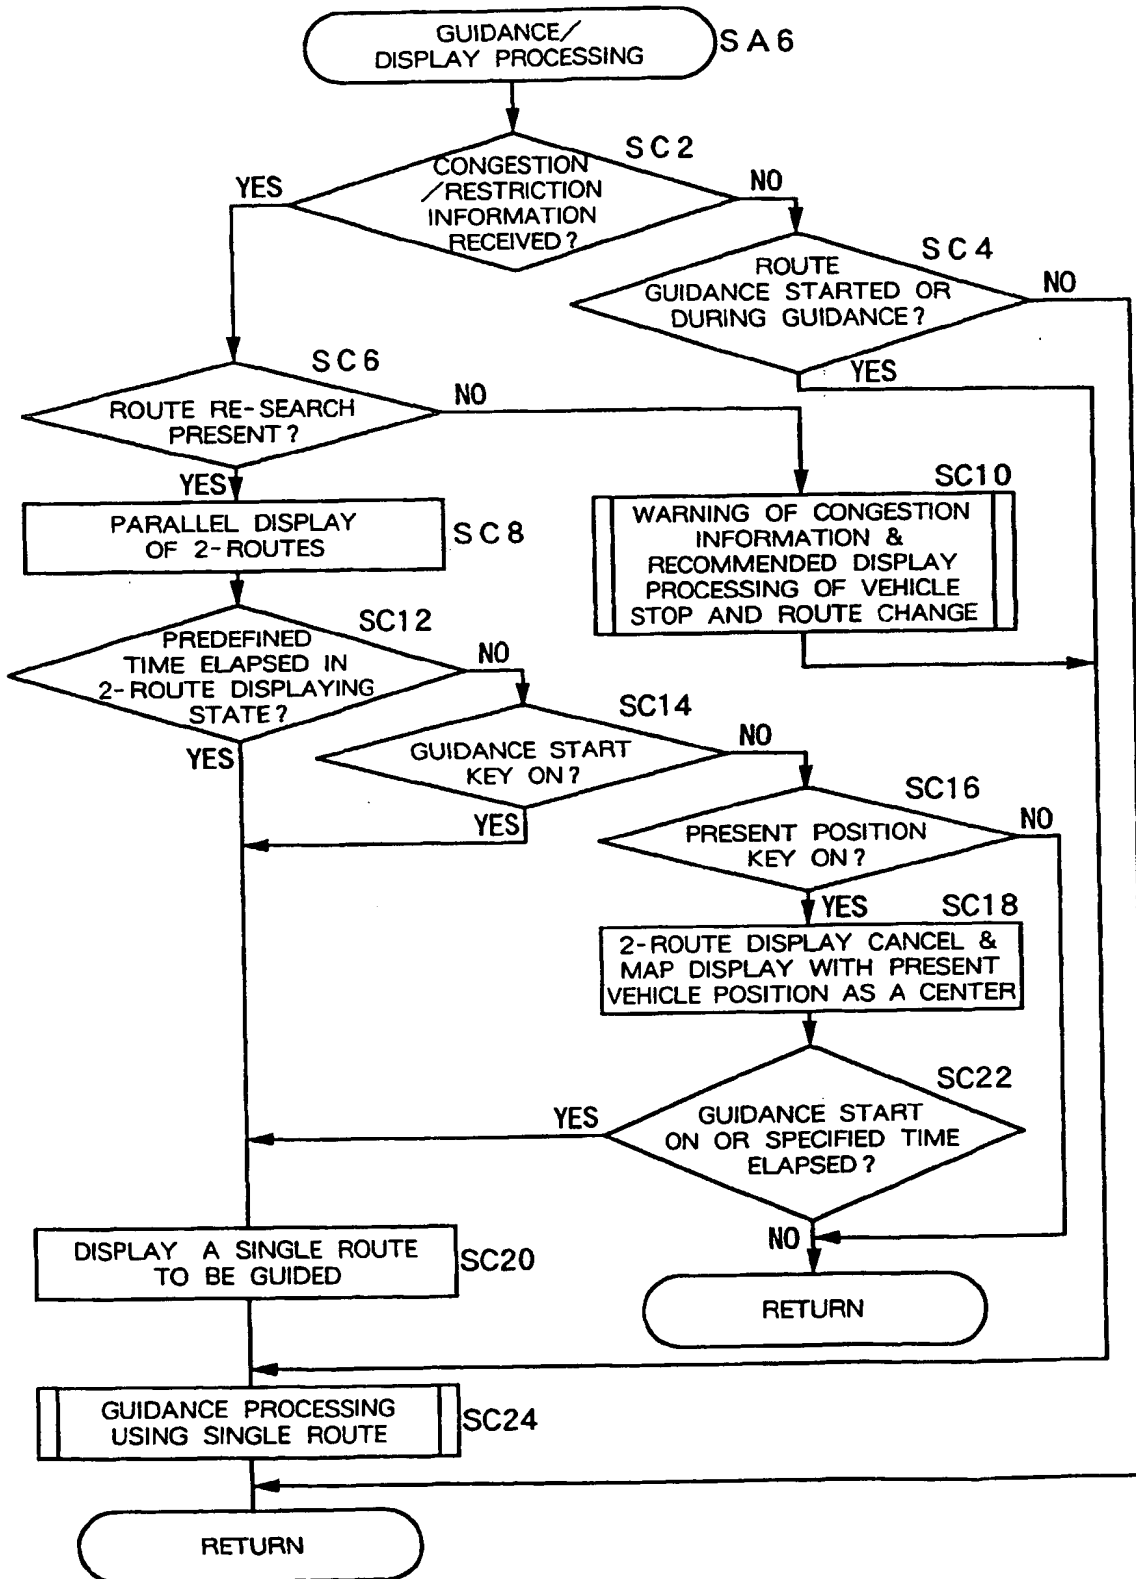 GUIDANCE/
DISPLAY PROCESSING
SA6
SC2
CONGESTION
/RESTRICTION
INFORMATION
RECEIVED?
YES
NO
SC4
ROUTE
GUIDANCE STARTED OR
DURING GUIDANCE?
NO
YES
SC6
ROUTE RE-SEARCH
PRESENT?
NO
YES
PARALLEL DISPLAY
OF 2-ROUTES
SC8
SC10
WARNING OF CONGESTION
INFORMATION &
RECOMMENDED DISPLAY
PROCESSING OF VEHICLE
STOP AND ROUTE CHANGE
SC12
PREDEFINED
TIME ELAPSED IN
2-ROUTE DISPLAYING
STATE?
NO
YES
SC14
GUIDANCE START
KEY ON?
NO
YES
SC16
PRESENT POSITION
KEY ON?
NO
YES
SC18
2-ROUTE DISPLAY CANCEL &
MAP DISPLAY WITH PRESENT
VEHICLE POSITION AS A CENTER
SC22
GUIDANCE START
ON OR SPECIFIED TIME
ELAPSED?
YES
NO
DISPLAY A SINGLE ROUTE
TO BE GUIDED
SC20
RETURN
GUIDANCE PROCESSING
USING SINGLE ROUTE
SC24
RETURN